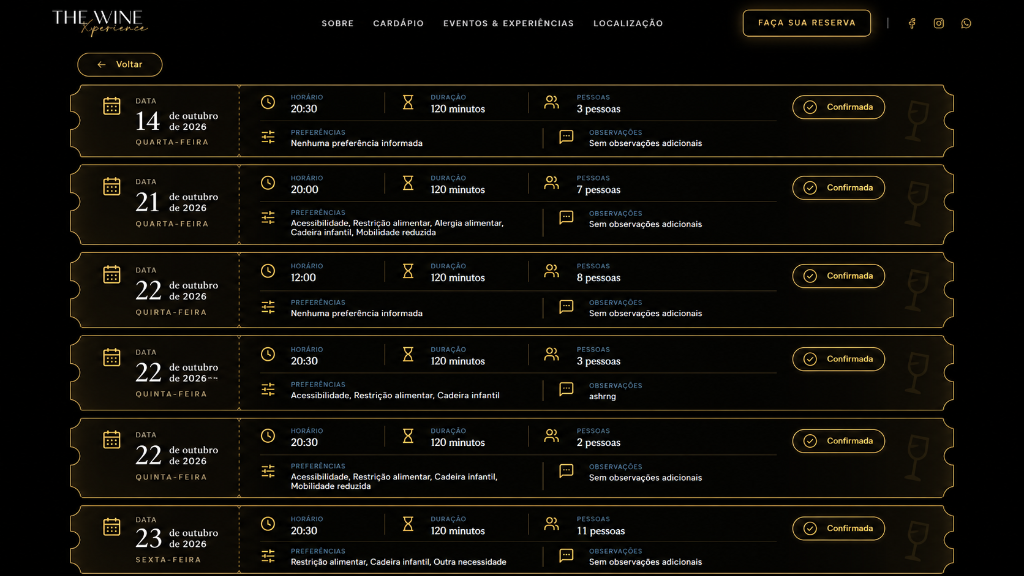 THE WINE
Xperience
SOBRE CARDÁPIO EVENTOS & EXPERIÊNCIAS LOCALIZAÇÃO
FAÇA SUA RESERVA
← Voltar
DATA
14 de outubro
de 2026
QUARTA-FEIRA
HORÁRIO
20:30
DURAÇÃO
120 minutos
PESSOAS
3 pessoas
PREFERÊNCIAS
Nenhuma preferência informada
OBSERVAÇÕES
Sem observações adicionais
Confirmada
DATA
21 de outubro
de 2026
QUARTA-FEIRA
HORÁRIO
20:00
DURAÇÃO
120 minutos
PESSOAS
7 pessoas
PREFERÊNCIAS
Acessibilidade, Restrição alimentar, Alergia alimentar,
Cadeira infantil, Mobilidade reduzida
OBSERVAÇÕES
Sem observações adicionais
Confirmada
DATA
22 de outubro
de 2026
QUIRTA-FEIRA
HORÁRIO
12:00
DURAÇÃO
120 minutos
PESSOAS
8 pessoas
PREFERÊNCIAS
Nenhuma preferência informada
OBSERVAÇÕES
Sem observações adicionais
Confirmada
DATA
22 de outubro
de 2026
QUINTA-FEIRA
HORÁRIO
20:30
DURAÇÃO
120 minutos
PESSOAS
3 pessoas
PREFERÊNCIAS
Acessibilidade, Restrição alimentar, Cadeira infantil
OBSERVAÇÕES
ashrng
Confirmada
DATA
22 de outubro
de 2026
QUINTA-FEIRA
HORÁRIO
20:30
DURAÇÃO
120 minutos
PESSOAS
2 pessoas
PREFERÊNCIAS
Acessibilidade, Restrição alimentar, Cadeira infantil,
Mobilidade reduzida
OBSERVAÇÕES
Sem observações adicionais
Confirmada
DATA
23 de outubro
de 2026
SEXTA-FEIRA
HORÁRIO
20:30
DURAÇÃO
120 minutos
PESSOAS
11 pessoas
PREFERÊNCIAS
Restrição alimentar, Cadeira infantil, Outra necessidade
OBSERVAÇÕES
Sem observações adicionais
Confirmada